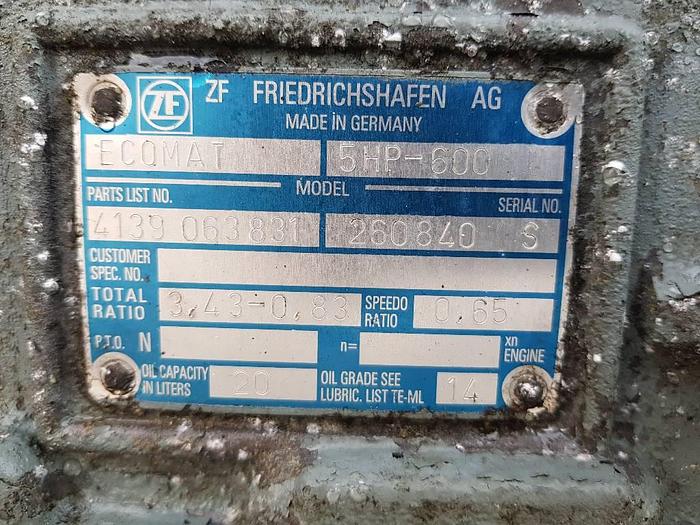 ZF ZF FRIEDRICHSHAFEN AG
MADE IN GERMANY
ECOMAT 5HP-600
MODEL
PARTS LIST NO. SERIAL NO.
4139 063831 260840 S
CUSTOMER
SPEC. NO.
TOTAL
RATIO 3,43-0,83 SPEEDO
RATIO 0,65
P.T.O. N n= xn
ENGINE
OIL CAPACITY
IN LITERS 20 OIL GRADE SEE
LUBRIC. LIST TE-ML 14